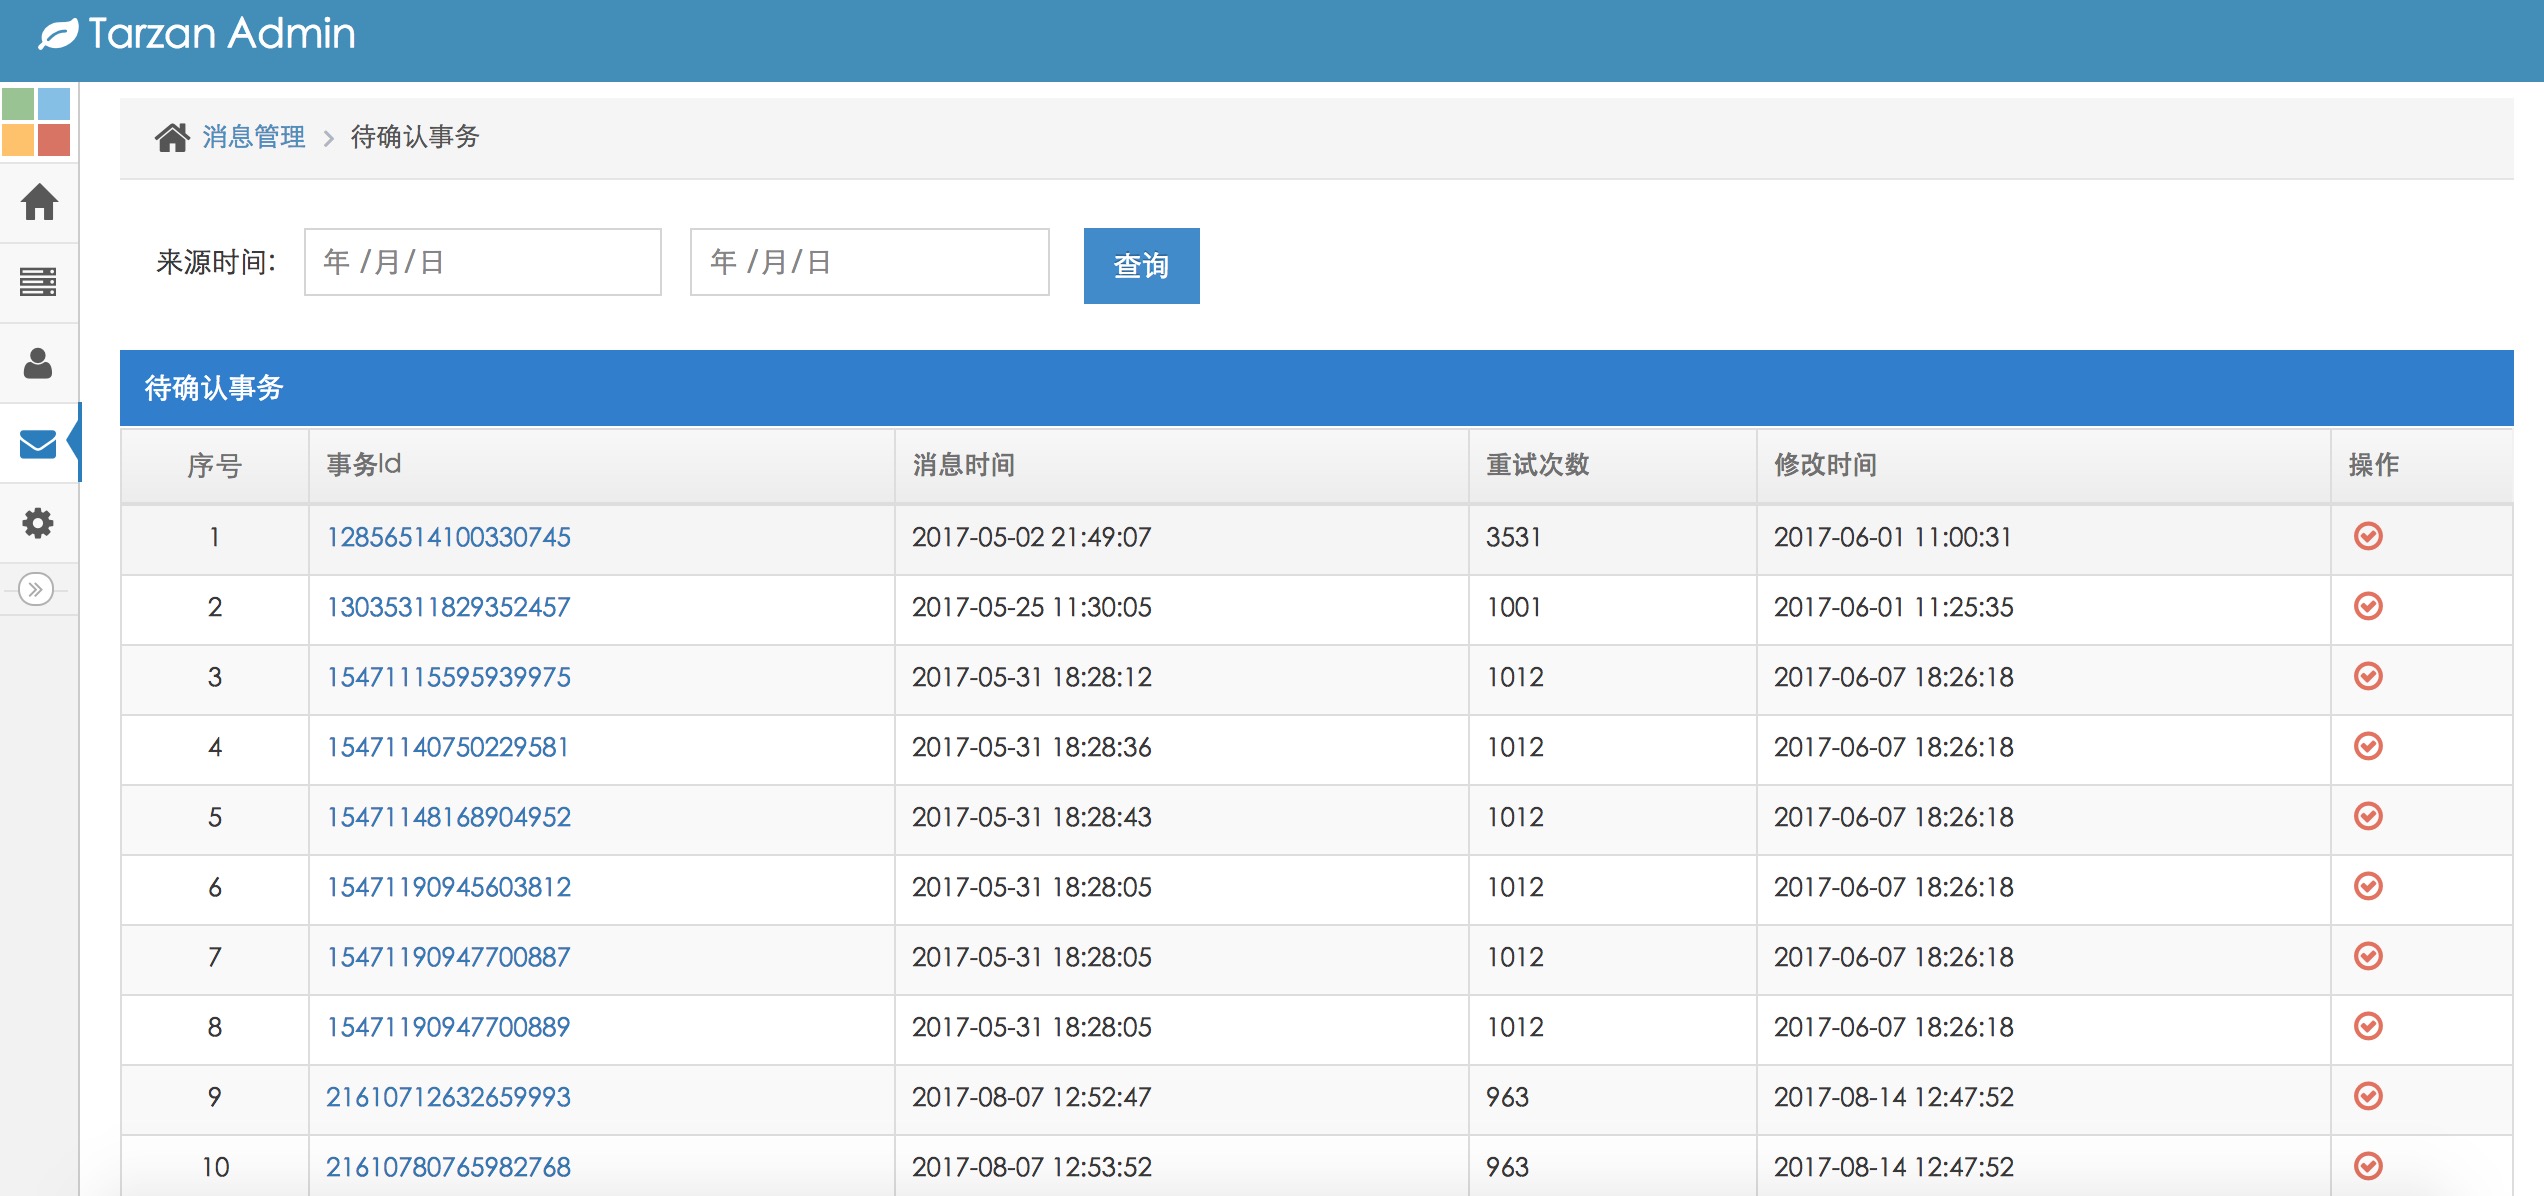 Tarzan Admin
消息管理 > 待确认事务
来源时间: 年 /月/日 年 /月/日 查询
待确认事务
序号 事务Id 消息时间 重试次数 修改时间 操作
1 12856514100330745 2017-05-02 21:49:07 3531 2017-06-01 11:00:31
2 13035311829352457 2017-05-25 11:30:05 1001 2017-06-01 11:25:35
3 15471115595939975 2017-05-31 18:28:12 1012 2017-06-07 18:26:18
4 15471140750229581 2017-05-31 18:28:36 1012 2017-06-07 18:26:18
5 15471148168904952 2017-05-31 18:28:43 1012 2017-06-07 18:26:18
6 15471190945603812 2017-05-31 18:28:05 1012 2017-06-07 18:26:18
7 15471190947700887 2017-05-31 18:28:05 1012 2017-06-07 18:26:18
8 15471190947700889 2017-05-31 18:28:05 1012 2017-06-07 18:26:18
9 21610712632659993 2017-08-07 12:52:47 963 2017-08-14 12:47:52
10 21610780765982768 2017-08-07 12:53:52 963 2017-08-14 12:47:52